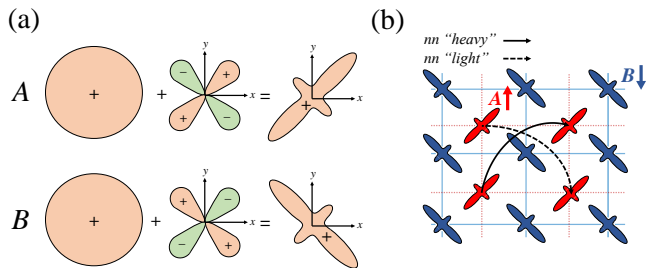 (a)
A + + y - + + - x = y + x
B + + y + - - + x = y + x
(b)
nn “heavy”
nn “light”
A
B